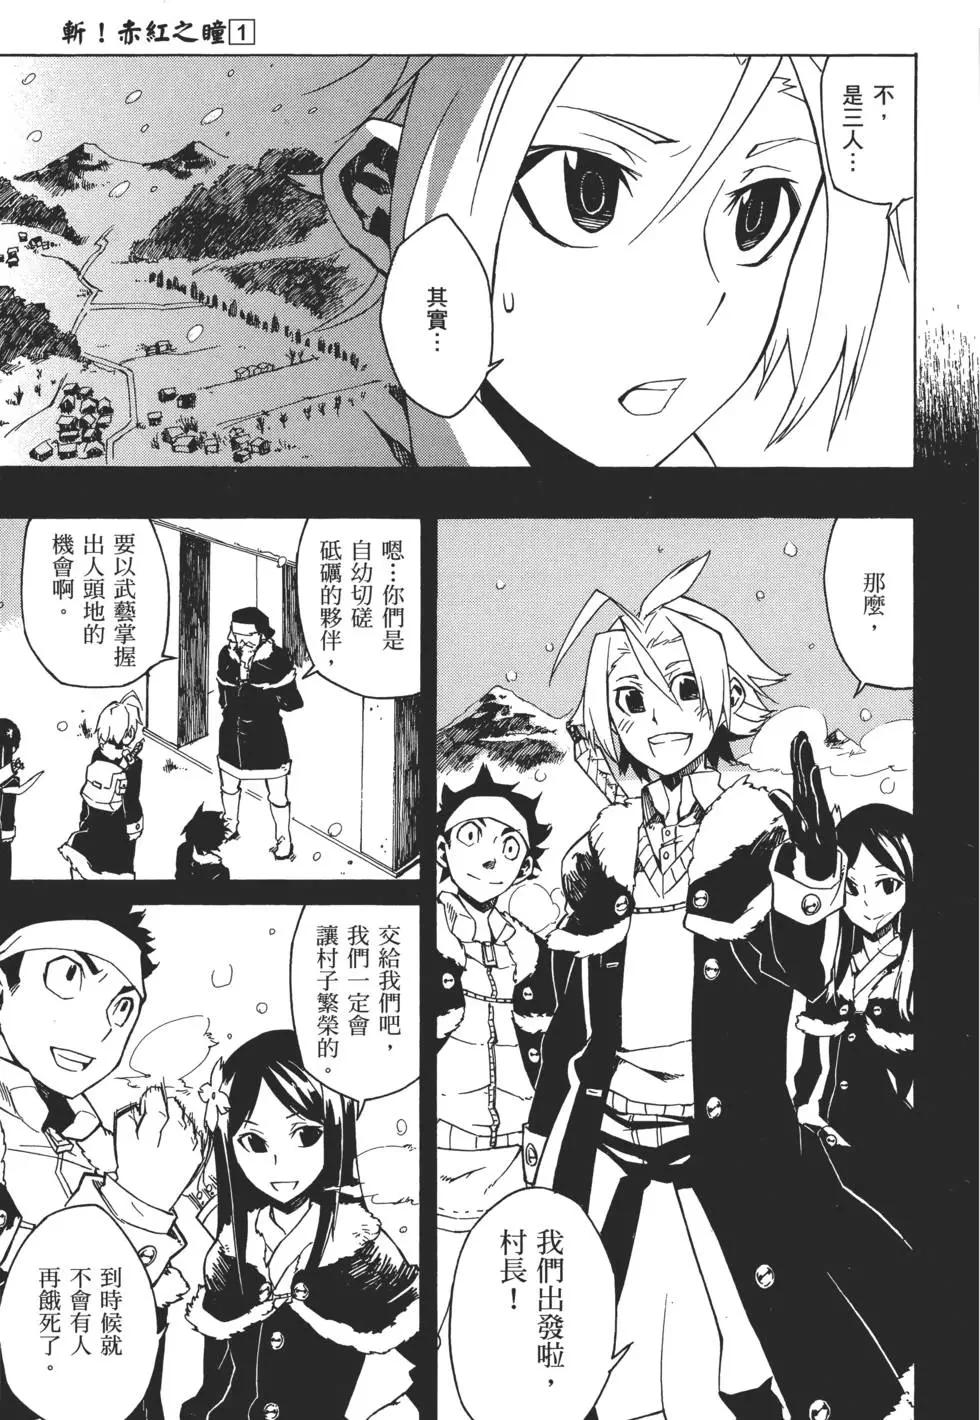 斬！赤紅之瞳 1
不，
是三人…
其實…
那麼，
我們出發啦，
村長！
嗯…你們是
自幼切磋
砥礪的夥伴，
要以武藝掌握
出人頭地的
機會啊。
交給我們吧，
我們一定會
讓村子繁榮的。
到時候就
不會有人
再餓死了。